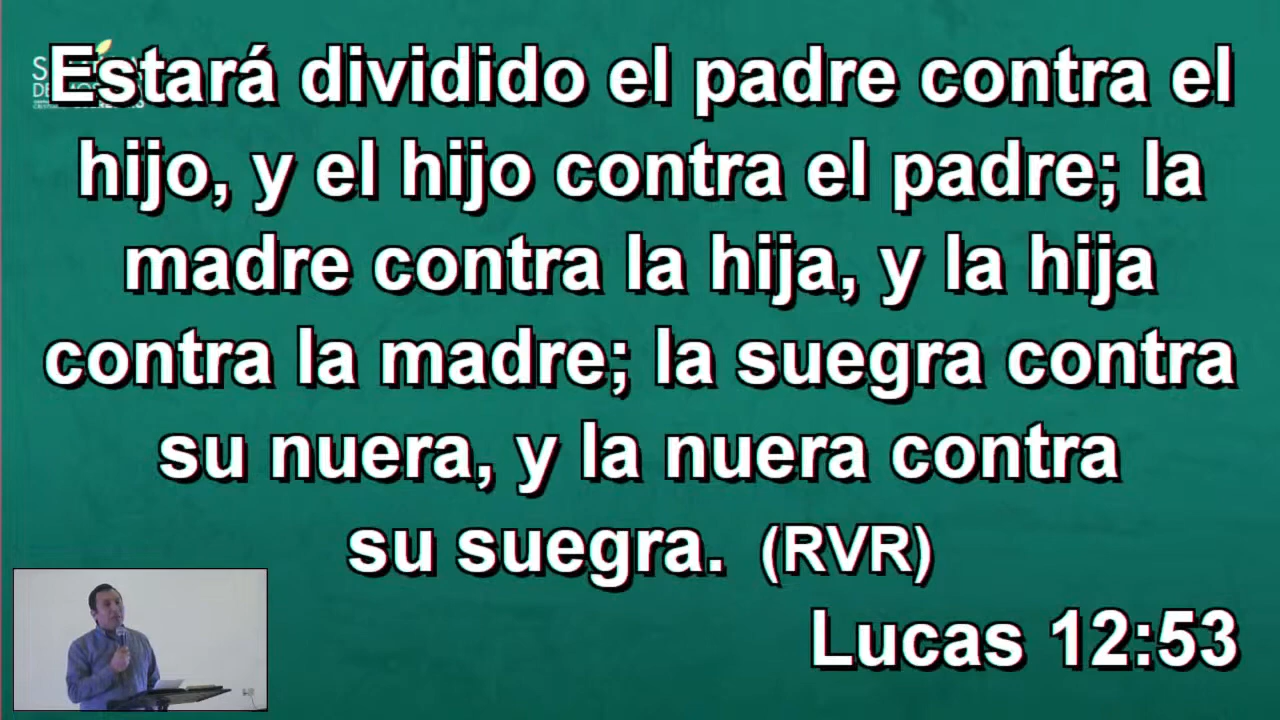 Estará dividido el padre contra el
hijo, y el hijo contra el padre; la
madre contra la hija, y la hija
contra la madre; la suegra contra
su nuera, y la nuera contra
su suegra. (RVR)
Lucas 12:53